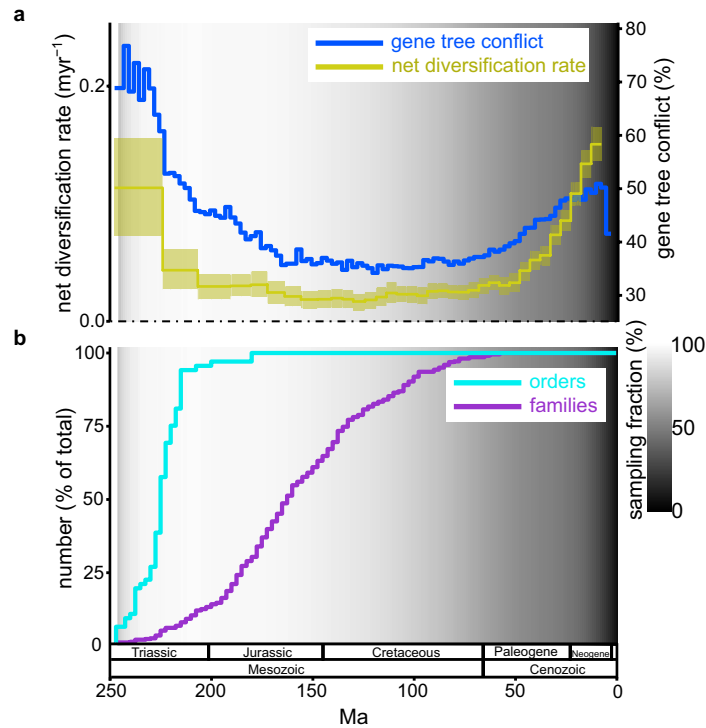 a
net diversification rate (myr⁻¹)
0.2
0.0
gene tree conflict
net diversification rate
80
70
60
50
40
30
gene tree conflict (%)
b
number (% of total)
100
75
50
25
0
orders
families
sampling fraction (%)
100
50
0
Triassic Jurassic Cretaceous Paleogene Neogene
Mesozoic Cenozoic
250 200 150 100 50 0
Ma